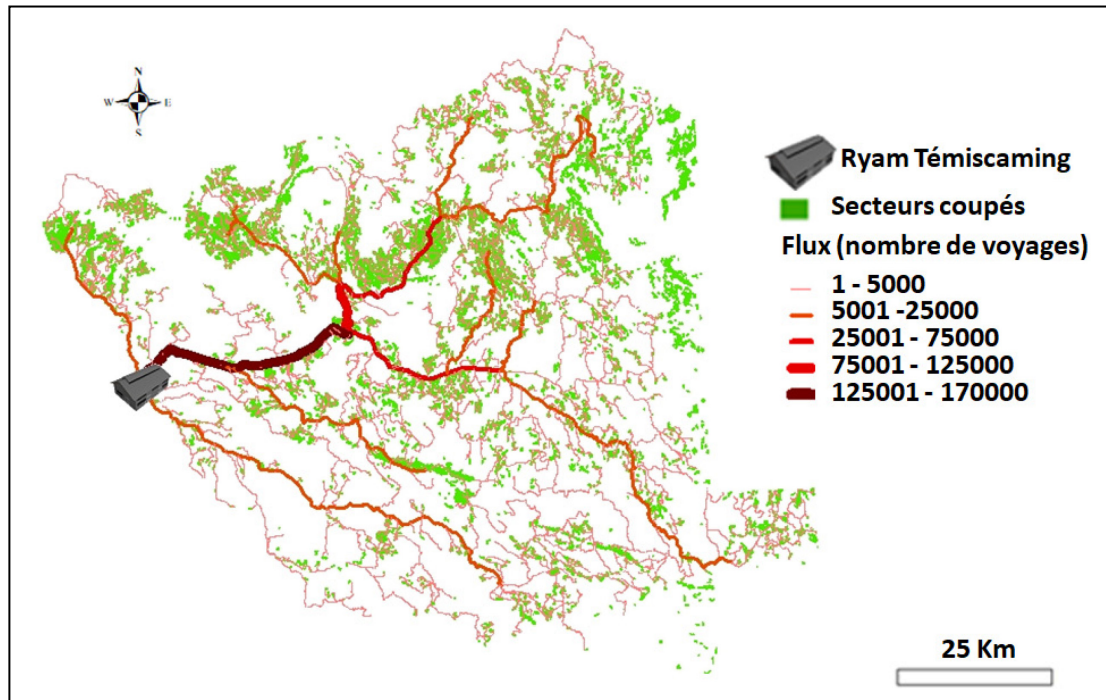 N
W E
S
Ryam Témiscaming
Secteurs coupés
Flux (nombre de voyages)
1 - 5000
5001 -25000
25001 - 75000
75001 - 125000
125001 - 170000
25 Km